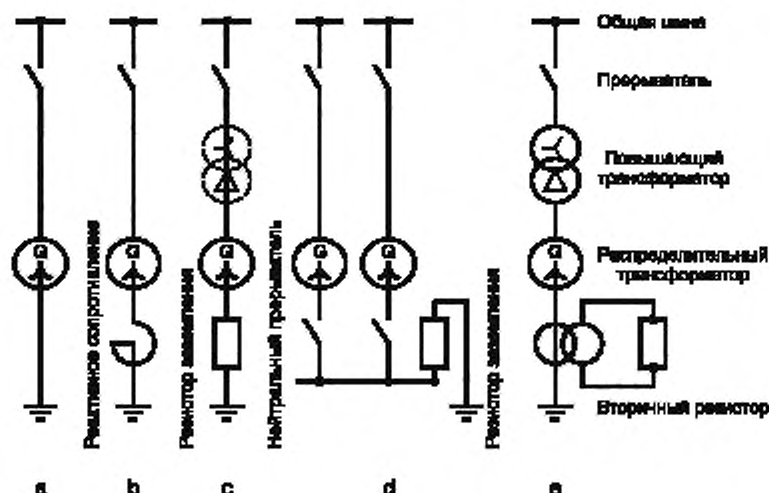 Общая шина
Прерыватель
Повышающий
трансформатор
Реактивное сопротивление
Резистор заземления
Нейтральный прерыватель
Резистор заземления
Распределительный
трансформатор
G
G
G
G
G
G
Вторичный резистор
a
b
c
d
e